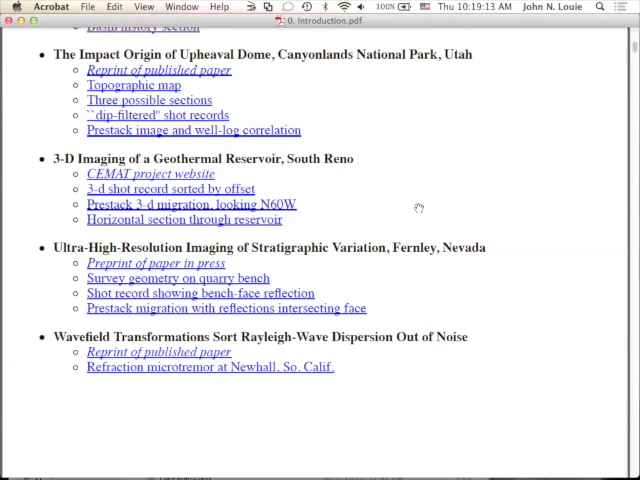 Acrobat File Edit View Window Help 100% Thu 10:19:13 AM John N. Louie
0. Introduction.pdf
Basin history section
The Impact Origin of Upheaval Dome, Canyonlands National Park, Utah
Reprint of published paper
Topographic map
Three possible sections
``dip-filtered'' shot records
Prestack image and well-log correlation
3-D Imaging of a Geothermal Reservoir, South Reno
CEMAT project website
3-d shot record sorted by offset
Prestack 3-d migration, looking N60W
Horizontal section through reservoir
Ultra-High-Resolution Imaging of Stratigraphic Variation, Fernley, Nevada
Preprint of paper in press
Survey geometry on quarry bench
Shot record showing bench-face reflection
Prestack migration with reflections intersecting face
Wavefield Transformations Sort Rayleigh-Wave Dispersion Out of Noise
Reprint of published paper
Refraction microtremor at Newhall, So. Calif.